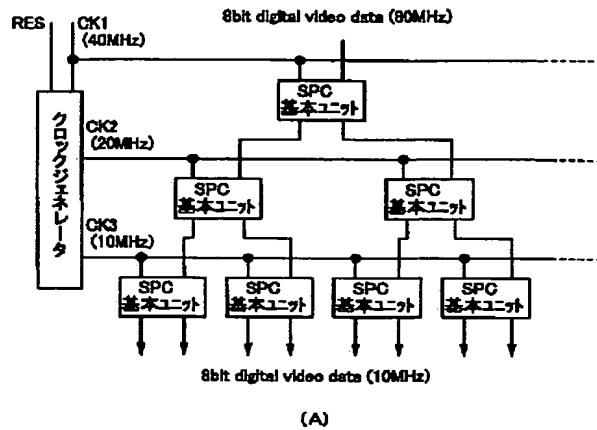 RES
CK1
(40MHz)
8bit digital video data (80MHz)
SPC
基本ユニット
クロックジェネレータ
CK2
(20MHz)
SPC
基本ユニット
SPC
基本ユニット
CK3
(10MHz)
SPC
基本ユニット
SPC
基本ユニット
SPC
基本ユニット
SPC
基本ユニット
8bit digital video data (10MHz)
(A)